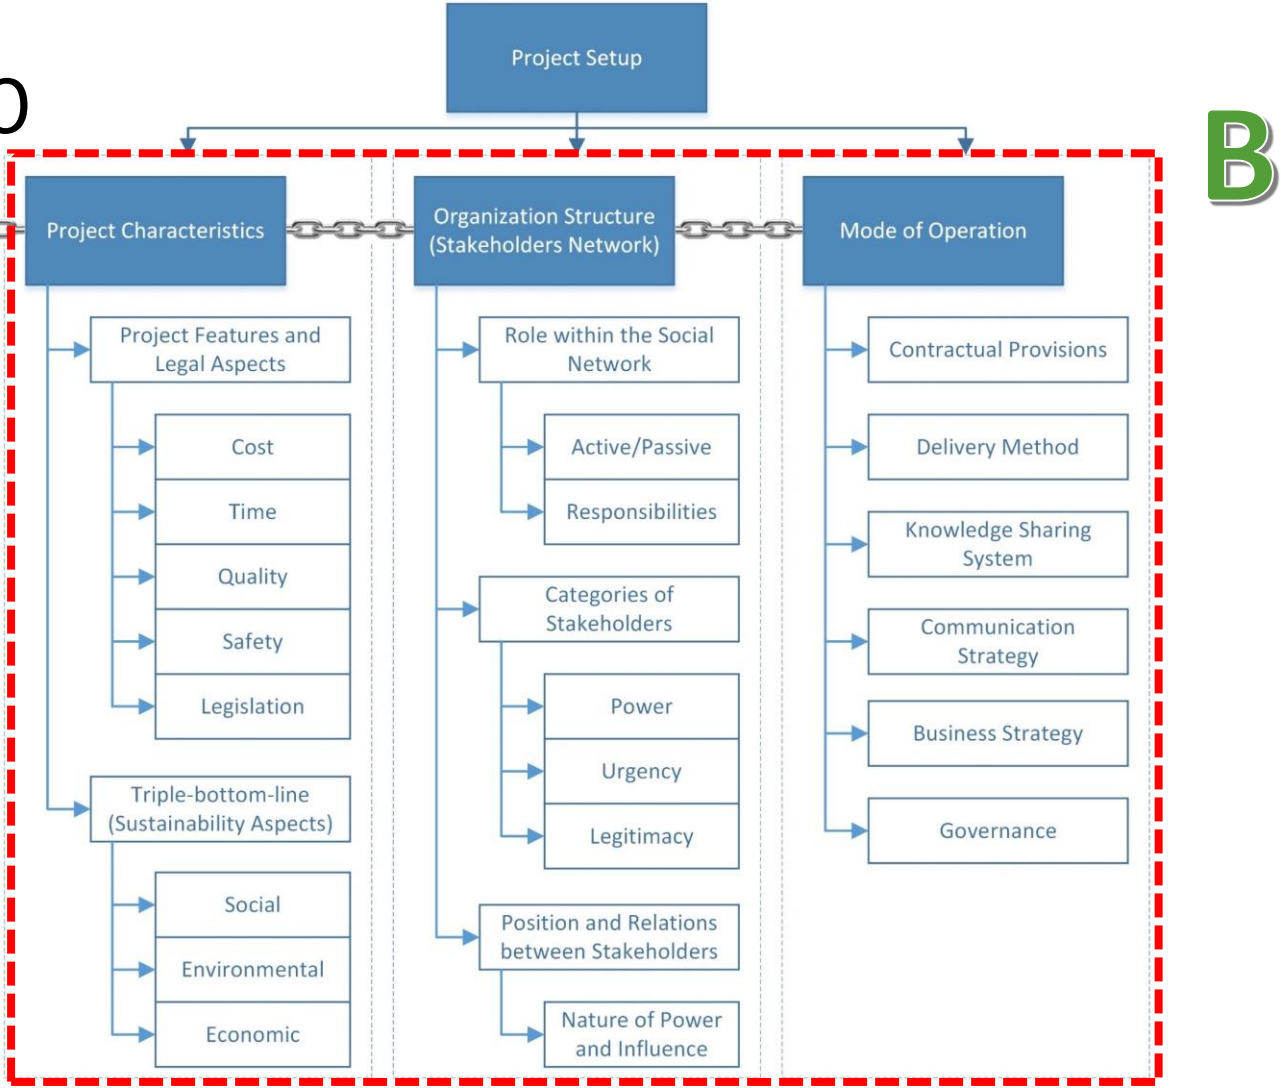 Project Setup
B
Project Characteristics
Project Features and
Legal Aspects
Cost
Time
Quality
Safety
Legislation
Triple-bottom-line
(Sustainability Aspects)
Social
Environmental
Economic
Organization Structure
(Stakeholders Network)
Role within the Social
Network
Active/Passive
Responsibilities
Categories of
Stakeholders
Power
Urgency
Legitimacy
Position and Relations
between Stakeholders
Nature of Power
and Influence
Mode of Operation
Contractual Provisions
Delivery Method
Knowledge Sharing
System
Communication
Strategy
Business Strategy
Governance